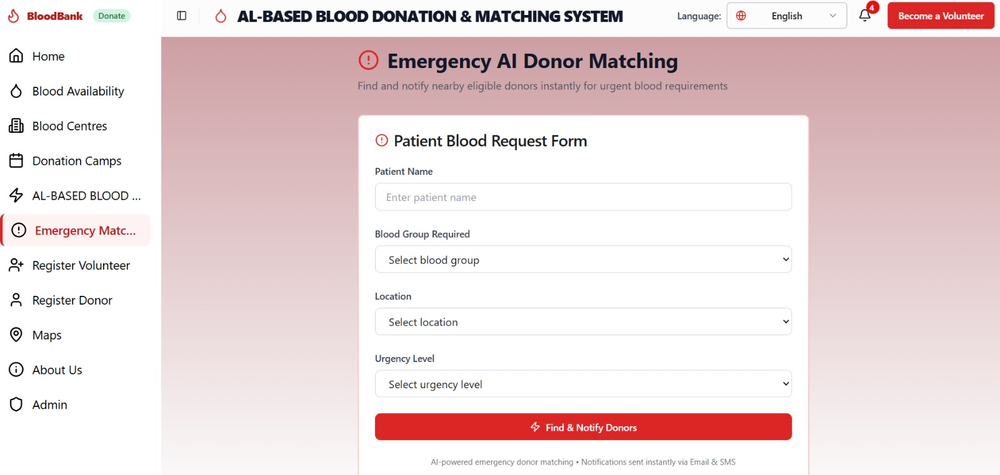 BloodBank Donate
Home
Blood Availability
Blood Centres
Donation Camps
AL-BASED BLOOD ...
Emergency Matc...
Register Volunteer
Register Donor
Maps
About Us
Admin
AL-BASED BLOOD DONATION & MATCHING SYSTEM
Language: English
4
Become a Volunteer
Emergency AI Donor Matching
Find and notify nearby eligible donors instantly for urgent blood requirements
Patient Blood Request Form
Patient Name
Enter patient name
Blood Group Required
Select blood group
Location
Select location
Urgency Level
Select urgency level
Find & Notify Donors
AI-powered emergency donor matching • Notifications sent instantly via Email & SMS